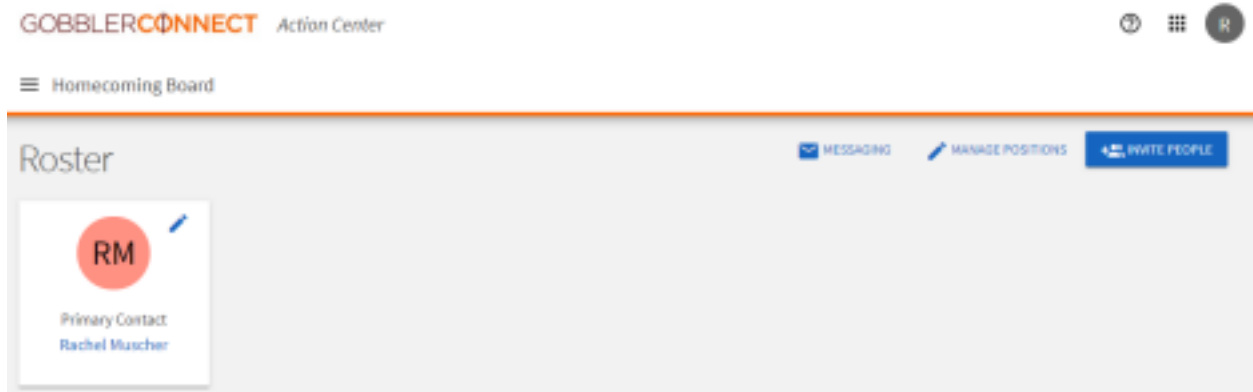 GOBBLERCONNECT Action Center
R
Homecoming Board
Roster
MESSAGING
MANAGE POSITIONS
INVITE PEOPLE
RM
Primary Contact
Rachel Muscher